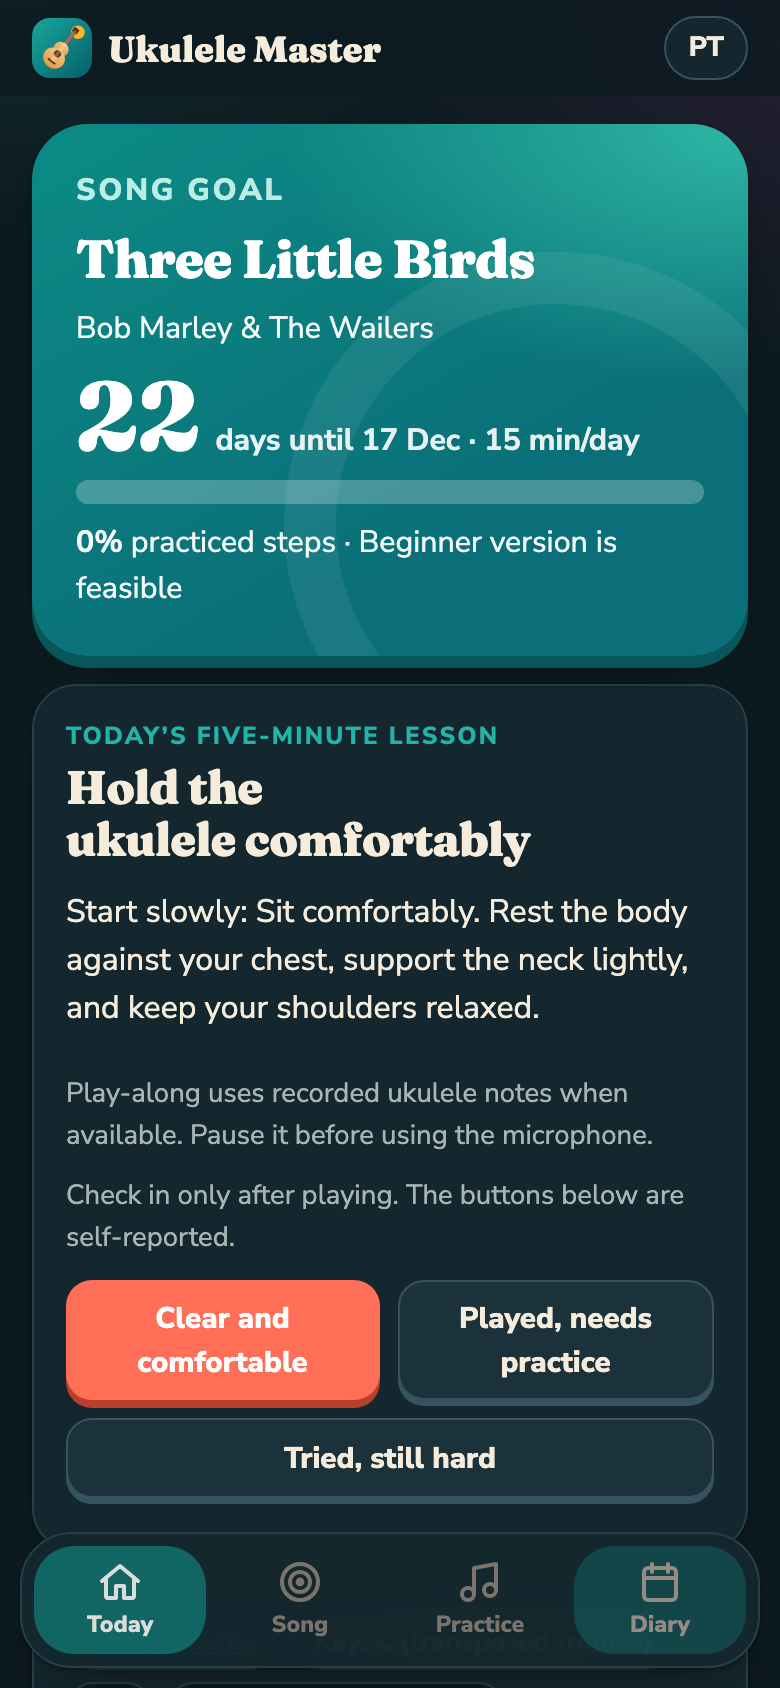 Ukulele Master
PT
SONG GOAL
Three Little Birds
Bob Marley & The Wailers
22 days until 17 Dec · 15 min/day
0% practiced steps · Beginner version is
feasible
TODAY’S FIVE-MINUTE LESSON
Hold the
ukulele comfortably
Start slowly: Sit comfortably. Rest the body
against your chest, support the neck lightly,
and keep your shoulders relaxed.
Play-along uses recorded ukulele notes when
available. Pause it before using the microphone.
Check in only after playing. The buttons below are
self-reported.
Clear and
comfortable
Played, needs
practice
Tried, still hard
Today
Song
Practice
Diary
Key: C (transposed from A)